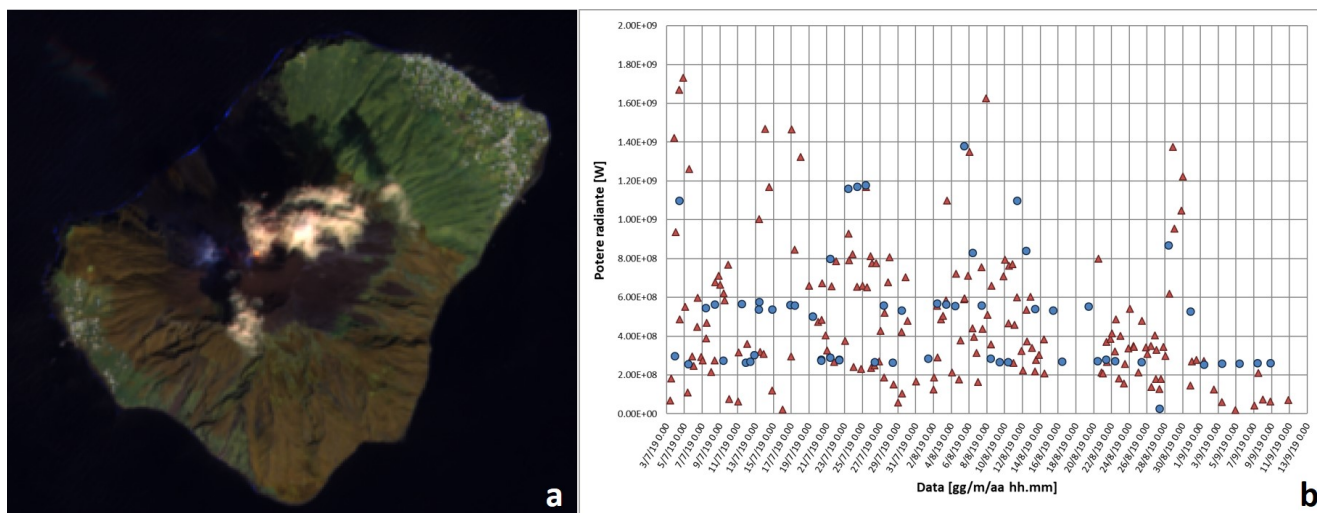 a
2.00E+09
1.80E+09
1.60E+09
1.40E+09
1.20E+09
1.00E+09
8.00E+08
6.00E+08
4.00E+08
2.00E+08
0.00E+00
Potere radiante [W]
3/7/19 0.00
5/7/19 0.00
7/7/19 0.00
9/7/19 0.00
11/7/19 0.00
13/7/19 0.00
15/7/19 0.00
17/7/19 0.00
19/7/19 0.00
21/7/19 0.00
23/7/19 0.00
25/7/19 0.00
27/7/19 0.00
29/7/19 0.00
31/7/19 0.00
2/8/19 0.00
4/8/19 0.00
6/8/19 0.00
8/8/19 0.00
10/8/19 0.00
12/8/19 0.00
14/8/19 0.00
16/8/19 0.00
18/8/19 0.00
20/8/19 0.00
22/8/19 0.00
24/8/19 0.00
26/8/19 0.00
28/8/19 0.00
30/8/19 0.00
1/9/19 0.00
3/9/19 0.00
5/9/19 0.00
7/9/19 0.00
9/9/19 0.00
11/9/19 0.00
13/9/19 0.00
Data [gg/m/aa hh.mm]
b